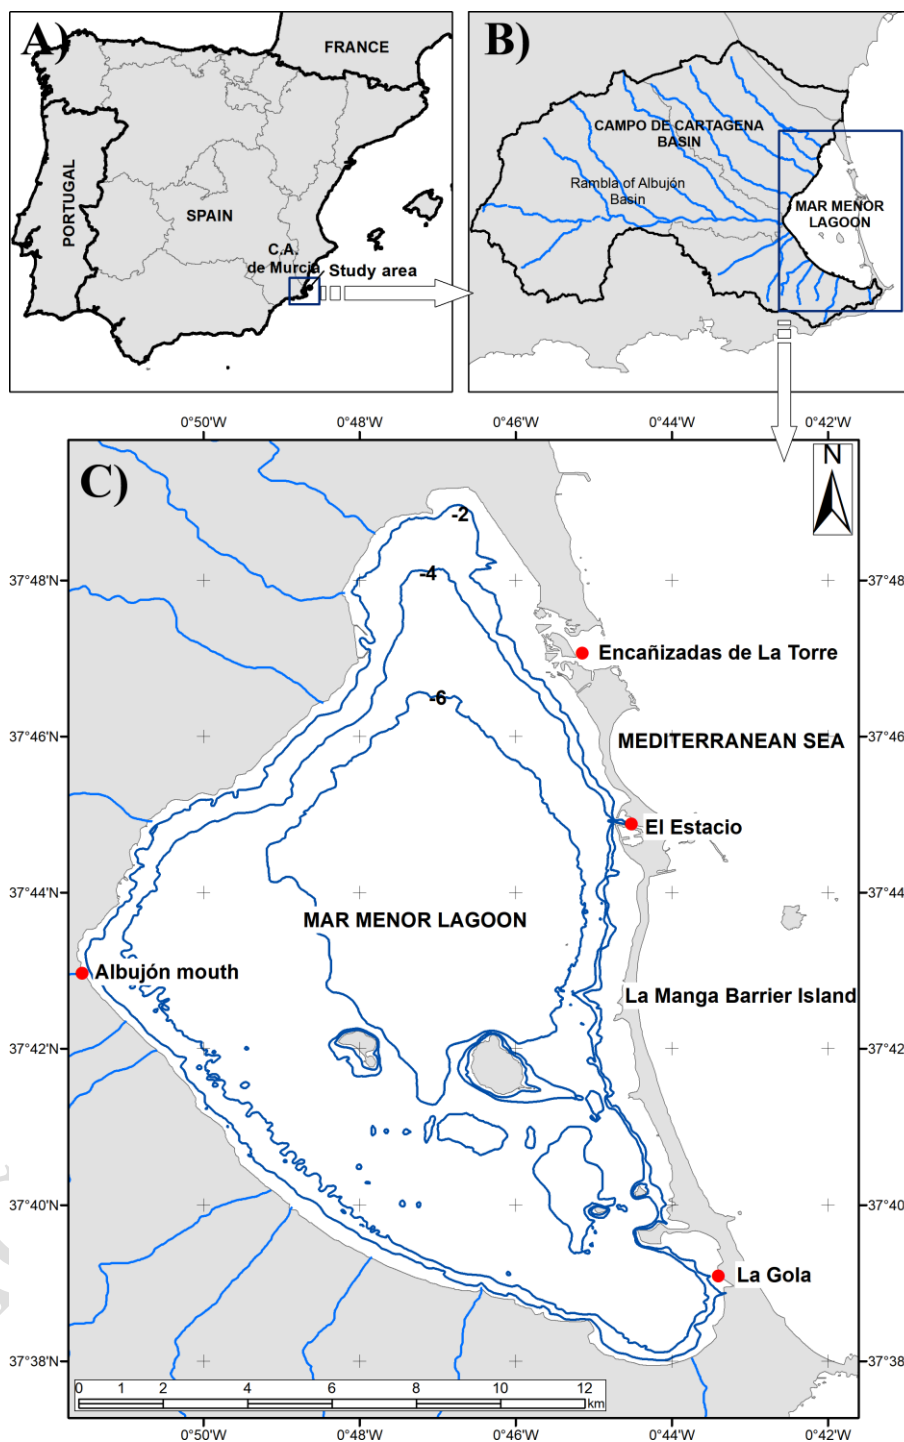 A)
FRANCE
PORTUGAL
SPAIN
C.A.
de Murcia
Study area
B)
CAMPO DE CARTAGENA
BASIN
Rambla of Albujón
Basin
MAR MENOR
LAGOON
0°50'W
0°48'W
0°46'W
0°44'W
0°42'W
C)
N
-2
-4
-6
37°48'N
37°48'
37°46'N
37°46'
37°44'N
37°44'
37°42'N
37°42'
37°40'N
37°40'
37°38'N
37°38'
Encañizadas de La Torre
MEDITERRANEAN SEA
El Estacio
MAR MENOR LAGOON
Albujón mouth
La Manga Barrier Island
La Gola
0 1 2 4 6 8 10 12
km
0°50'W
0°48'W
0°46'W
0°44'W
0°42'W